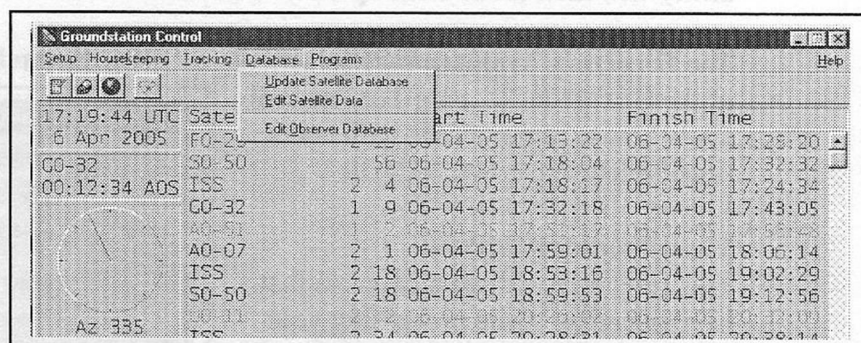 Groundstation Control
Setup Housekeeping Tracking Database Programs Help
Update Satellite Database
Edit Satellite Data
Edit Observer Database
17:19:44 UTC
6 Apr 2005
GO-32
00:12:34 AOS
Az 335
Sate art Time Finish Time
06-04-05 17:13:22 06-04-05 17:28:20
SO-50 56 06-04-05 17:18:04 06-04-05 17:32:32
ISS 2 4 06-04-05 17:18:17 06-04-05 17:24:34
GO-32 1 9 06-04-05 17:32:18 06-04-05 17:43:05
AO-07 2 1 06-04-05 17:59:01 06-04-05 18:06:14
ISS 2 18 06-04-05 18:53:16 06-04-05 19:02:29
SO-50 2 18 06-04-05 18:59:53 06-04-05 19:12:56
ISS